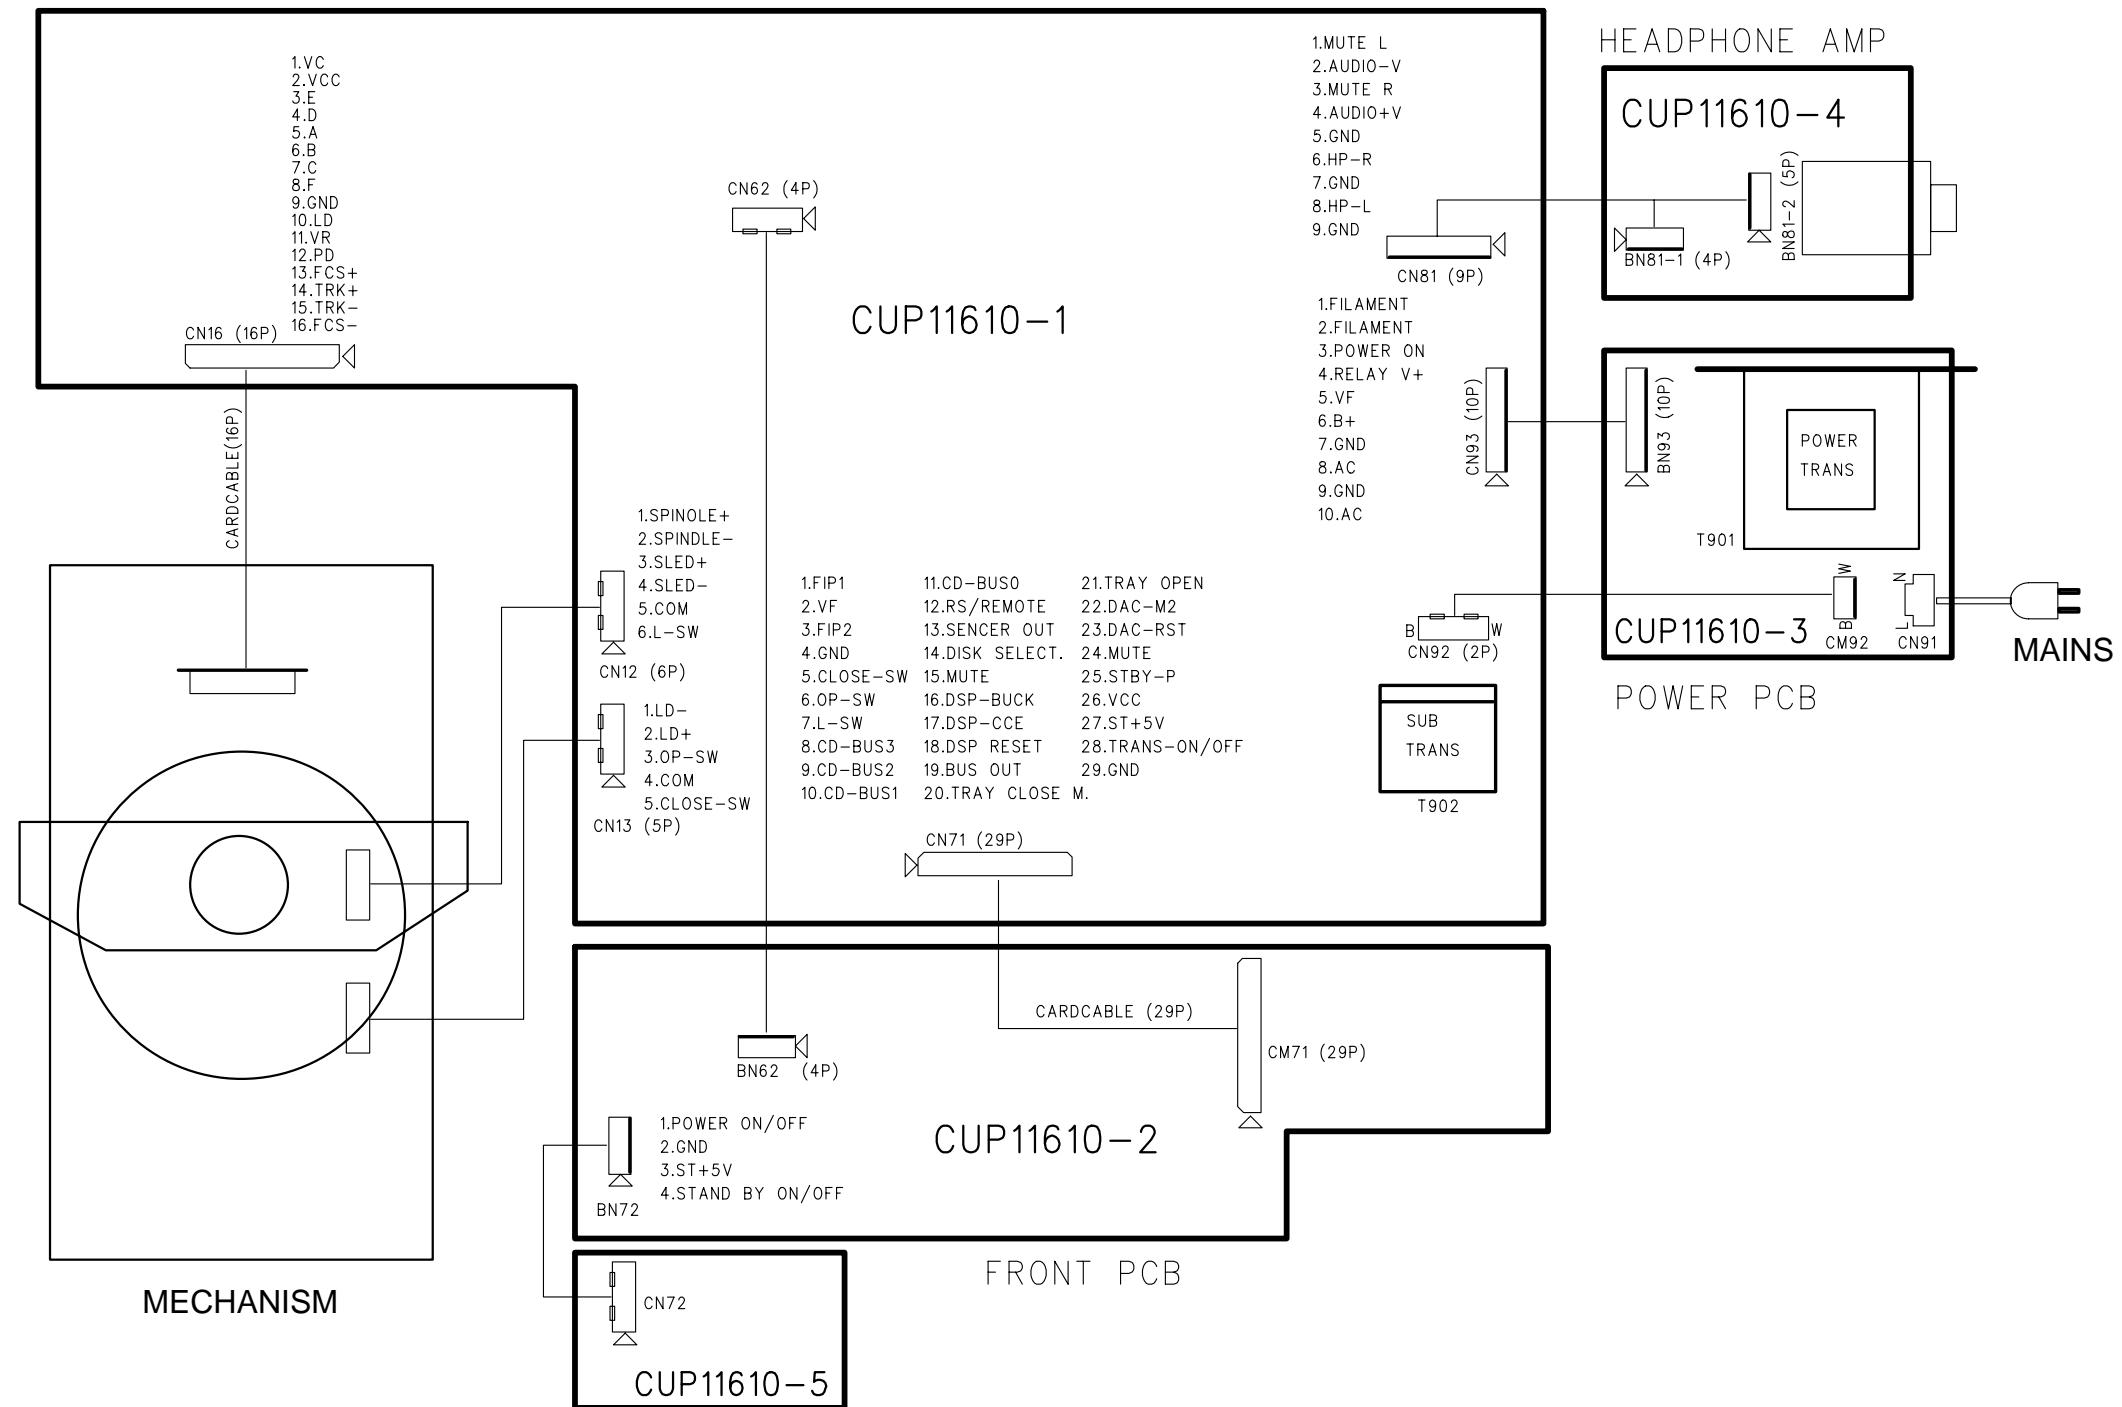 1.VC
2.VCC
3.E
4.D
5.A
6.B
7.C
8.F
9.GND
10.LD
11.VR
12.PD
13.FCS+
14.TRK+
15.TRK-
16.FCS-
CN16 (16P)
CARDCABLE(16P)
CN62 (4P)
CUP11610-1
1.MUTE L
2.AUDIO-V
3.MUTE R
4.AUDIO+V
5.GND
6.HP-R
7.GND
8.HP-L
9.GND
CN81 (9P)
HEADPHONE AMP
CUP11610-4
BN81-1 (4P)
BN81-2 (5P)
1.FILAMENT
2.FILAMENT
3.POWER ON
4.RELAY V+
5.VF
6.B+
7.GND
8.AC
9.GND
10.AC
CN93 (10P)
BN93 (10P)
POWER
TRANS
T901
W
B
CM92
N
L
CN91
CUP11610-3
MAINS
POWER PCB
B
W
CN92 (2P)
SUB
TRANS
T902
1.SPINOLE+
2.SPINDLE-
3.SLED+
4.SLED-
5.COM
6.L-SW
CN12 (6P)
1.LD-
2.LD+
3.OP-SW
4.COM
5.CLOSE-SW
CN13 (5P)
1.FIP1
2.VF
3.FIP2
4.GND
5.CLOSE-SW
6.OP-SW
7.L-SW
8.CD-BUS3
9.CD-BUS2
10.CD-BUS1
11.CD-BUS0
12.RS/REMOTE
13.SENCER OUT
14.DISK SELECT.
15.MUTE
16.DSP-BUCK
17.DSP-CCE
18.DSP RESET
19.BUS OUT
20.TRAY CLOSE M.
21.TRAY OPEN
22.DAC-M2
23.DAC-RST
24.MUTE
25.STBY-P
26.VCC
27.ST+5V
28.TRANS-ON/OFF
29.GND
CN71 (29P)
CARDCABLE (29P)
CM71 (29P)
BN62 (4P)
1.POWER ON/OFF
2.GND
3.ST+5V
4.STAND BY ON/OFF
BN72
CUP11610-2
FRONT PCB
MECHANISM
CN72
CUP11610-5